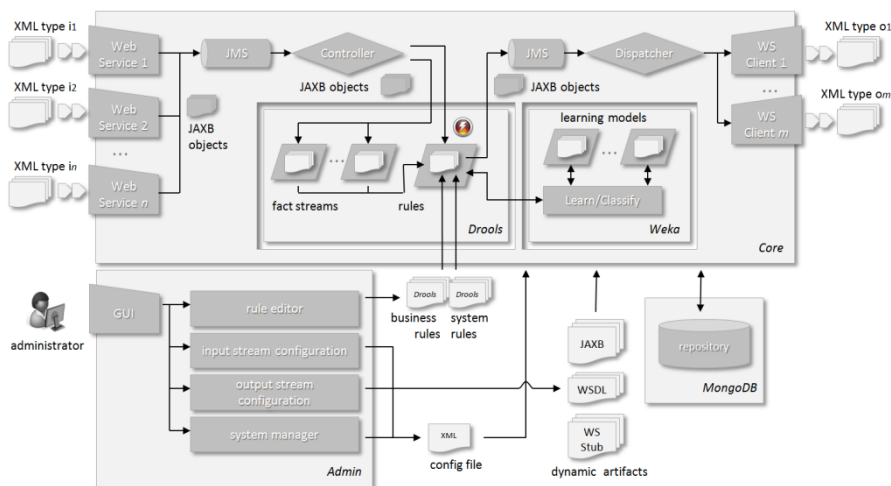 XML type i1
Web
Service 1
JMS
Controller
JMS
Dispatcher
WS
Client 1
XML type o1
XML type i2
Web
Service 2
JAXB
objects
JAXB objects
JAXB objects
...
WS
Client m
XML type om
...
XML type in
Web
Service n
...
fact streams
rules
Drools
learning models
...
Learn/Classify
Weka
Core
administrator
GUI
rule editor
input stream configuration
output stream
configuration
system manager
Admin
Drools
Drools
business
rules
system
rules
XML
config file
JAXB
WSDL
WS
Stub
dynamic artifacts
repository
MongoDB